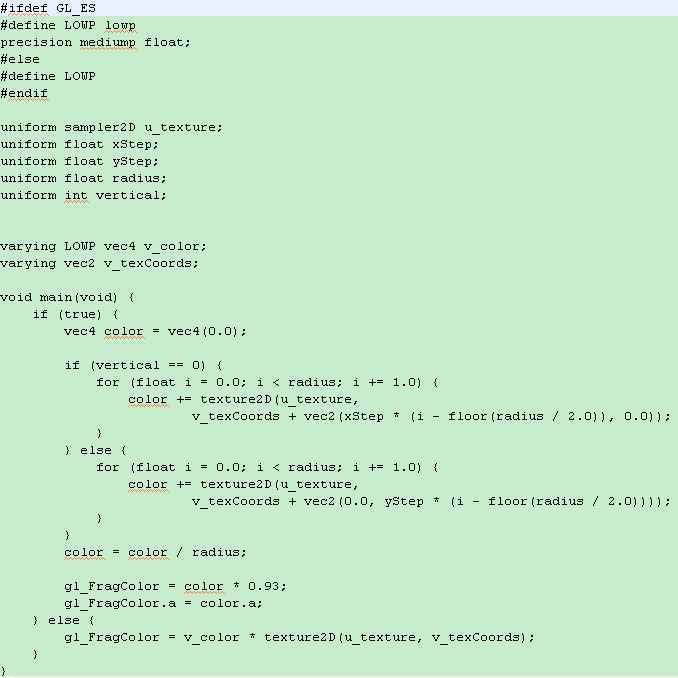 #ifdef GL_ES
#define LOWP lowp
precision mediump float;
#else
#define LOWP
#endif

uniform sampler2D u_texture;
uniform float xStep;
uniform float yStep;
uniform float radius;
uniform int vertical;


varying LOWP vec4 v_color;
varying vec2 v_texCoords;

void main(void) {
    if (true) {
        vec4 color = vec4(0.0);

        if (vertical == 0) {
            for (float i = 0.0; i < radius; i += 1.0) {
                color += texture2D(u_texture,
                        v_texCoords + vec2(xStep * (i - floor(radius / 2.0)), 0.0));
            }
        } else {
            for (float i = 0.0; i < radius; i += 1.0) {
                color += texture2D(u_texture,
                        v_texCoords + vec2(0.0, yStep * (i - floor(radius / 2.0))));
            }
        }
        color = color / radius;

        gl_FragColor = color * 0.93;
        gl_FragColor.a = color.a;
    } else {
        gl_FragColor = v_color * texture2D(u_texture, v_texCoords);
    }
}